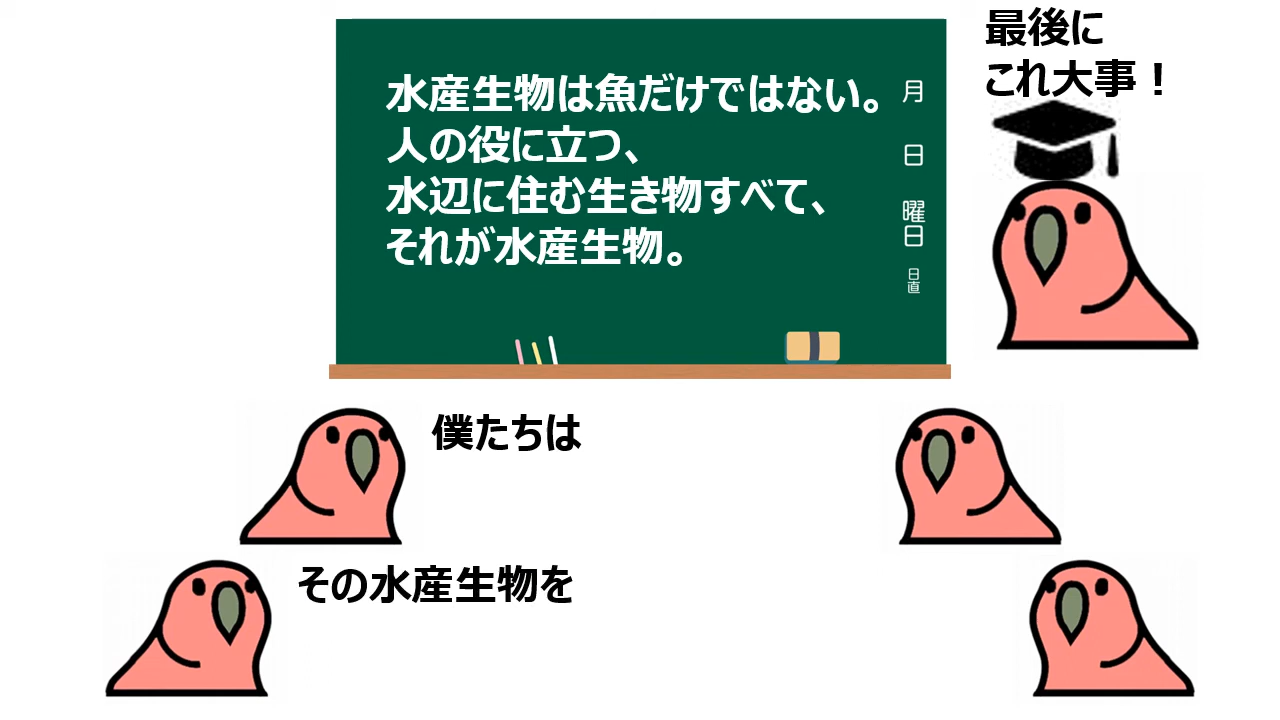 最後に
これ大事！
水産生物は魚だけではない。
人の役に立つ、
水辺に住む生き物すべて、
それが水産生物。
月
日
曜日
日直
僕たちは
その水産生物を